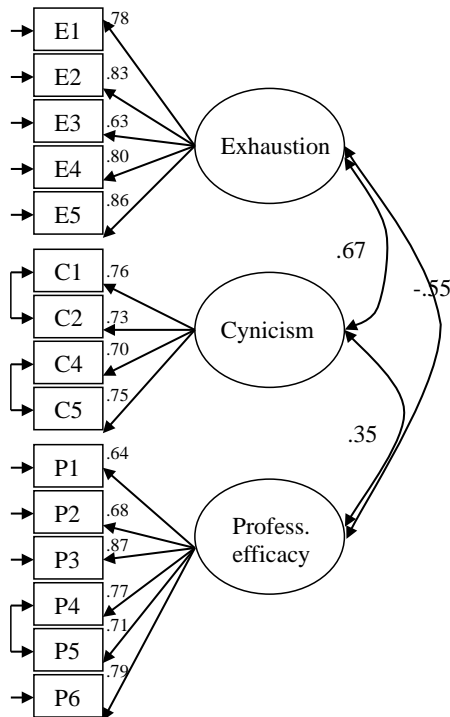 E1
.78
E2
.83
E3
.63
E4
.80
E5
.86
Exhaustion
C1
.76
C2
.73
C4
.70
C5
.75
Cynicism
P1
.64
P2
.68
P3
.87
P4
.77
P5
.71
P6
.79
Profess.
efficacy
.67
-.55
.35